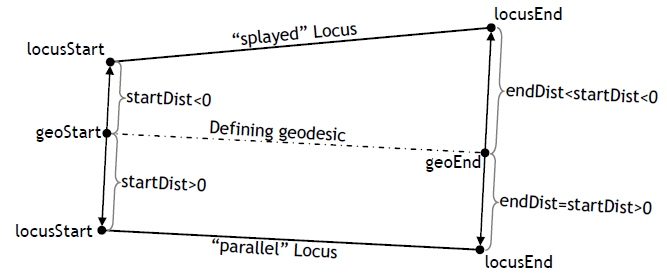 locusEnd
"splayed" Locus
locusStart
startDist<0
endDist<startDist<0
geoStart
Defining geodesic
geoEnd
startDist>0
endDist=startDist>0
locusStart
"parallel" Locus
locusEnd